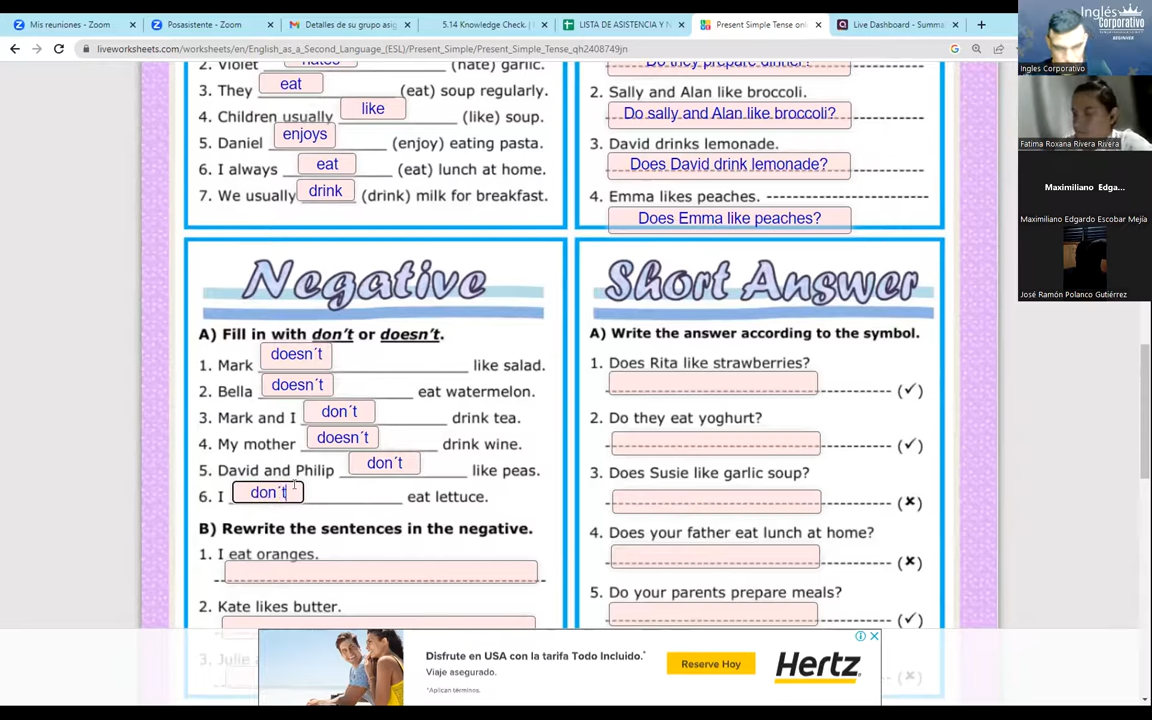 Mis reuniones - Zoom
Posasistente - Zoom
Detalles de su grupo asig
5.14 Knowledge Check. |
LISTA DE ASISTENCIA Y N
Present Simple Tense onl
Live Dashboard - Summa
liveworksheets.com/worksheets/en/English_as_a_Second_Language_(ESL)/Present_Simple/Present_Simple_Tense_qh2408749jn
2. Violet hates (hate) garlic.
3. They eat (eat) soup regularly.
4. Children usually like (like) soup.
5. Daniel enjoys (enjoy) eating pasta.
6. I always eat (eat) lunch at home.
7. We usually drink (drink) milk for breakfast.
Do they prepare dinner?
2. Sally and Alan like broccoli.
Do sally and Alan like broccoli?
3. David drinks lemonade.
Does David drink lemonade?
4. Emma likes peaches.
Does Emma like peaches?
Negative
A) Fill in with don't or doesn't.
1. Mark doesn´t like salad.
2. Bella doesn´t eat watermelon.
3. Mark and I don´t drink tea.
4. My mother doesn´t drink wine.
5. David and Philip don´t like peas.
6. I don´t eat lettuce.
B) Rewrite the sentences in the negative.
1. I eat oranges.
2. Kate likes butter.
3. Julie
Short Answer
A) Write the answer according to the symbol.
1. Does Rita like strawberries?
(✓)
2. Do they eat yoghurt?
(✓)
3. Does Susie like garlic soup?
(✘)
4. Does your father eat lunch at home?
(✘)
5. Do your parents prepare meals?
(✓)
(✘)
Disfrute en USA con la tarifa Todo Incluido.*
Viaje asegurado.
*Aplican términos.
Reserve Hoy
Hertz
Inglés
Corporativo
BEGINNER
Ingles Corporativo
Fatima Roxana Rivera Rivera
Maximiliano Edga...
Maximiliano Edgardo Escobar Mejía
José Ramón Polanco Gutiérrez